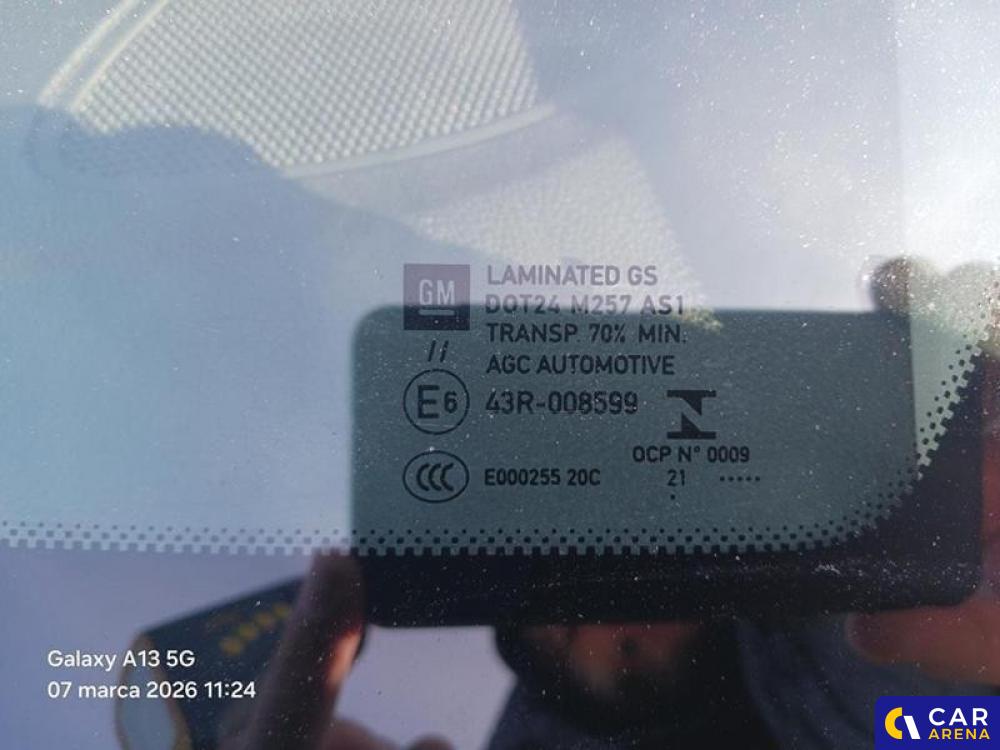 GM
LAMINATED GS
DOT24 M257 AS1
TRANSP. 70% MIN.
//
AGC AUTOMOTIVE
E6
43R-008599
OCP N° 0009
CCC
E000255 20C
21 .....
.
Galaxy A13 5G
07 marca 2026 11:24
CAR
ARENA